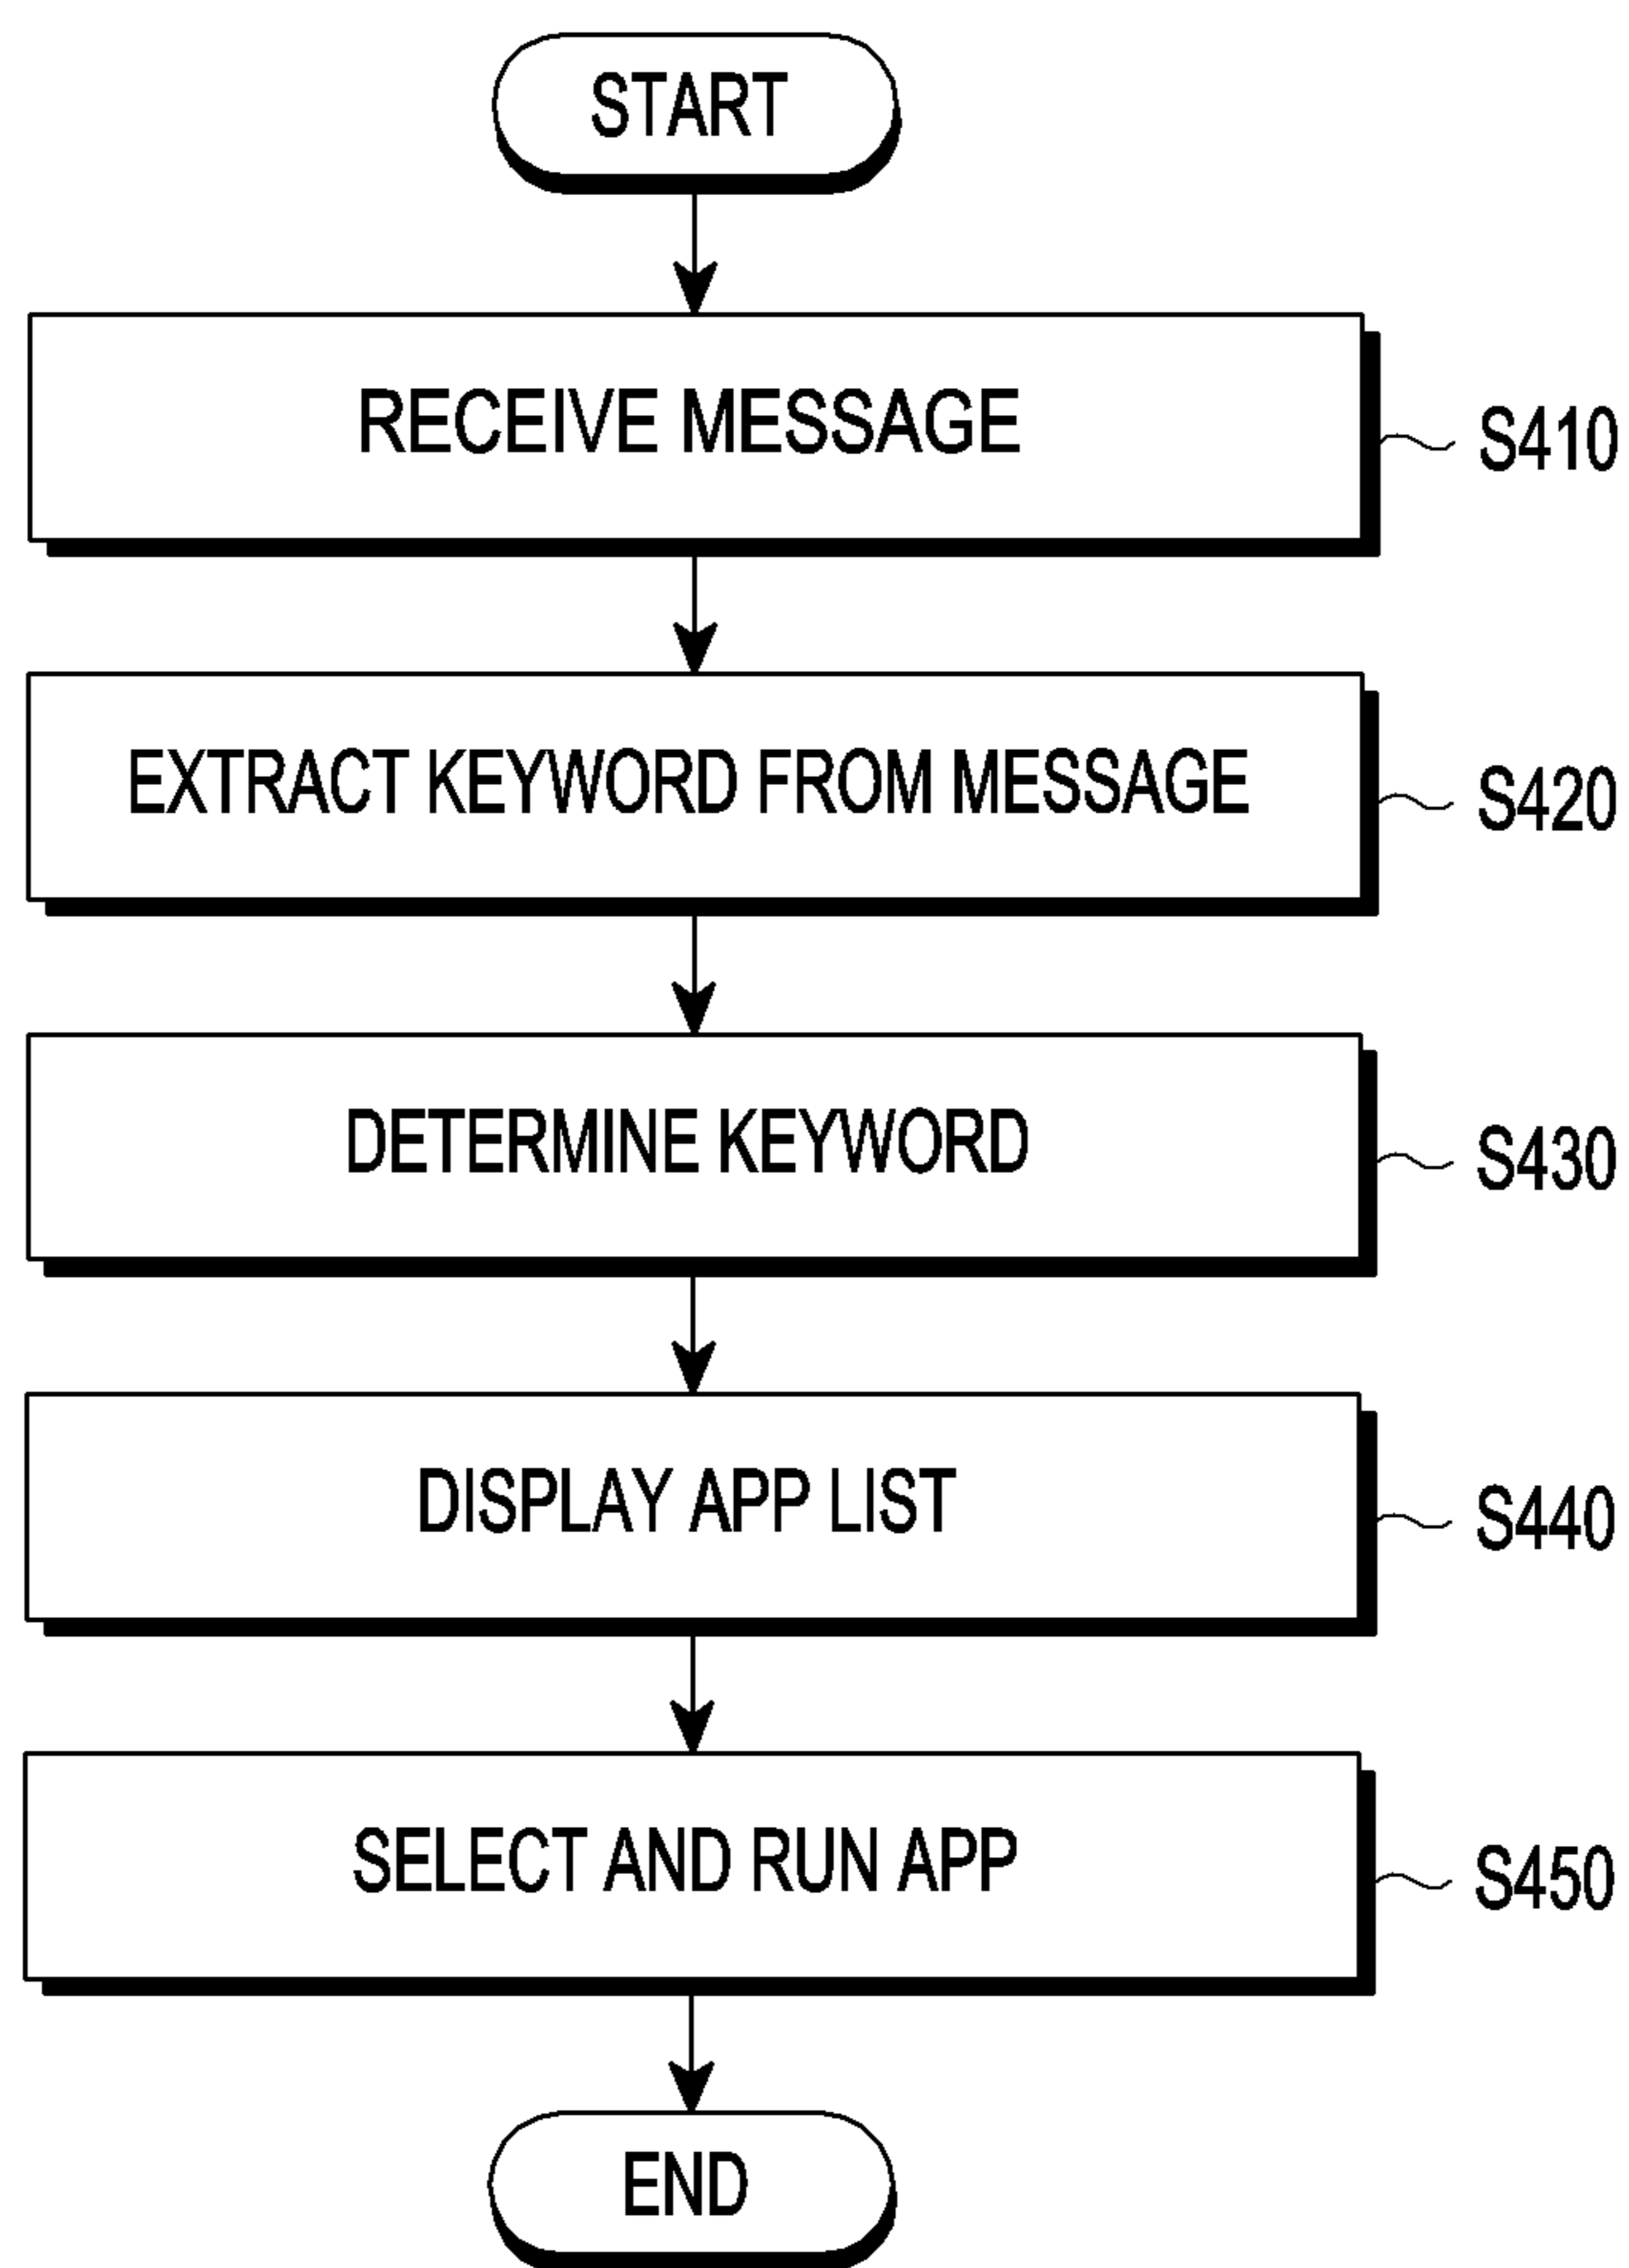 START
RECEIVE MESSAGE
S410
EXTRACT KEYWORD FROM MESSAGE
S420
DETERMINE KEYWORD
S430
DISPLAY APP LIST
S440
SELECT AND RUN APP
S450
END